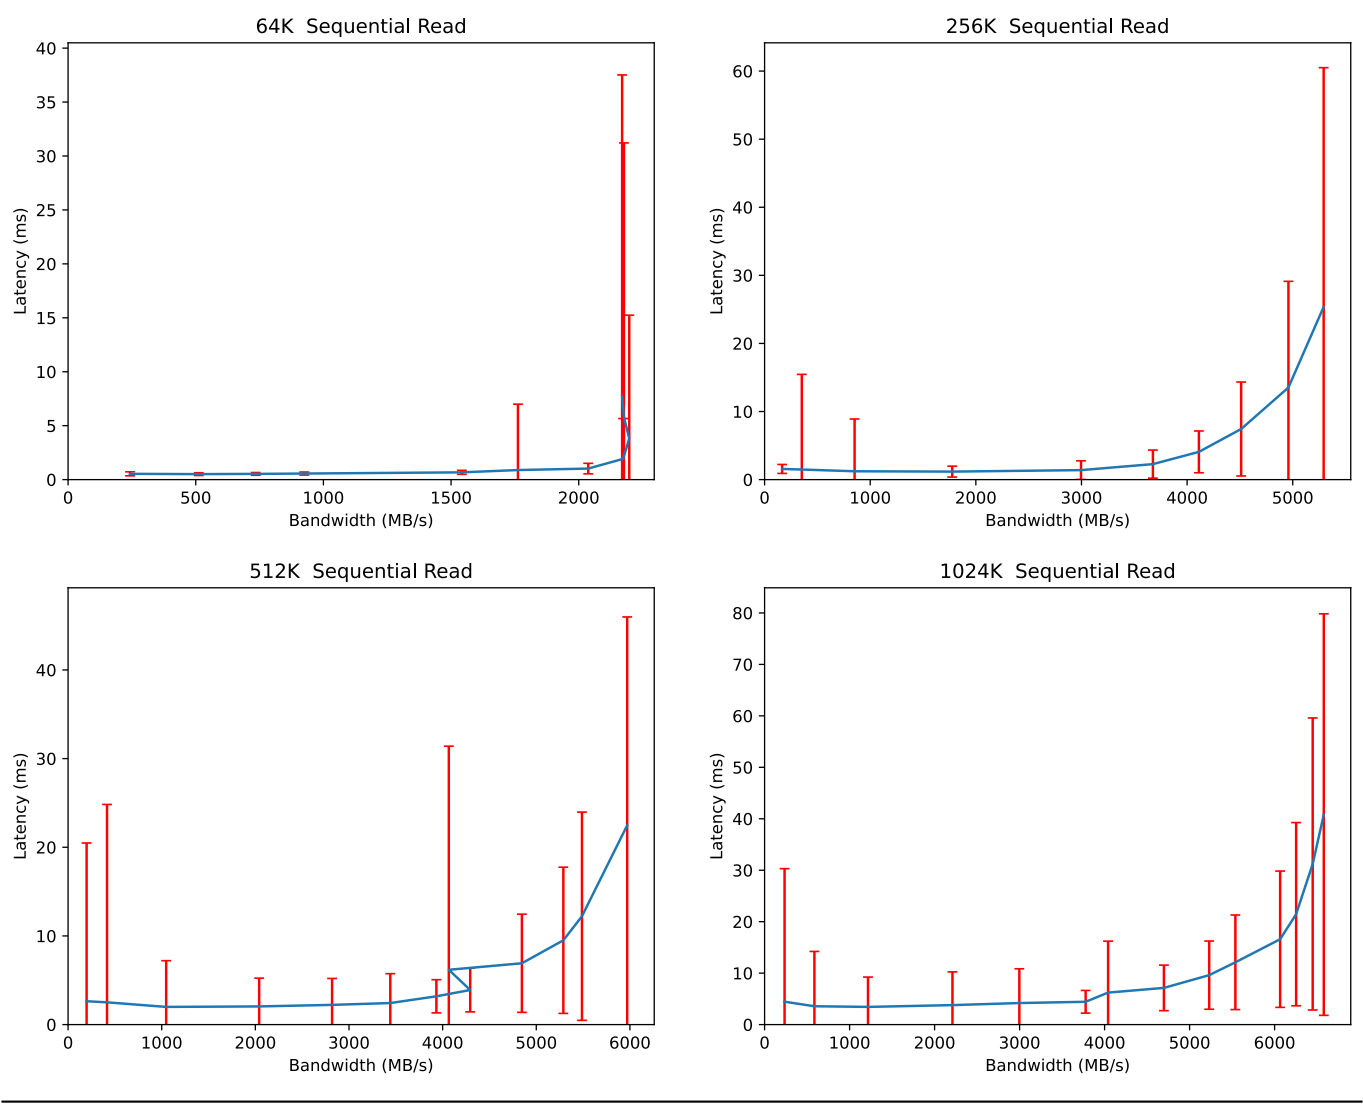 64K  Sequential Read
40
35
30
25
20
15
10
5
0
Latency (ms)
0 500 1000 1500 2000
Bandwidth (MB/s)
256K  Sequential Read
60
50
40
30
20
10
0
Latency (ms)
0 1000 2000 3000 4000 5000
Bandwidth (MB/s)
512K  Sequential Read
40
30
20
10
0
Latency (ms)
0 1000 2000 3000 4000 5000 6000
Bandwidth (MB/s)
1024K  Sequential Read
80
70
60
50
40
30
20
10
0
Latency (ms)
0 1000 2000 3000 4000 5000 6000
Bandwidth (MB/s)